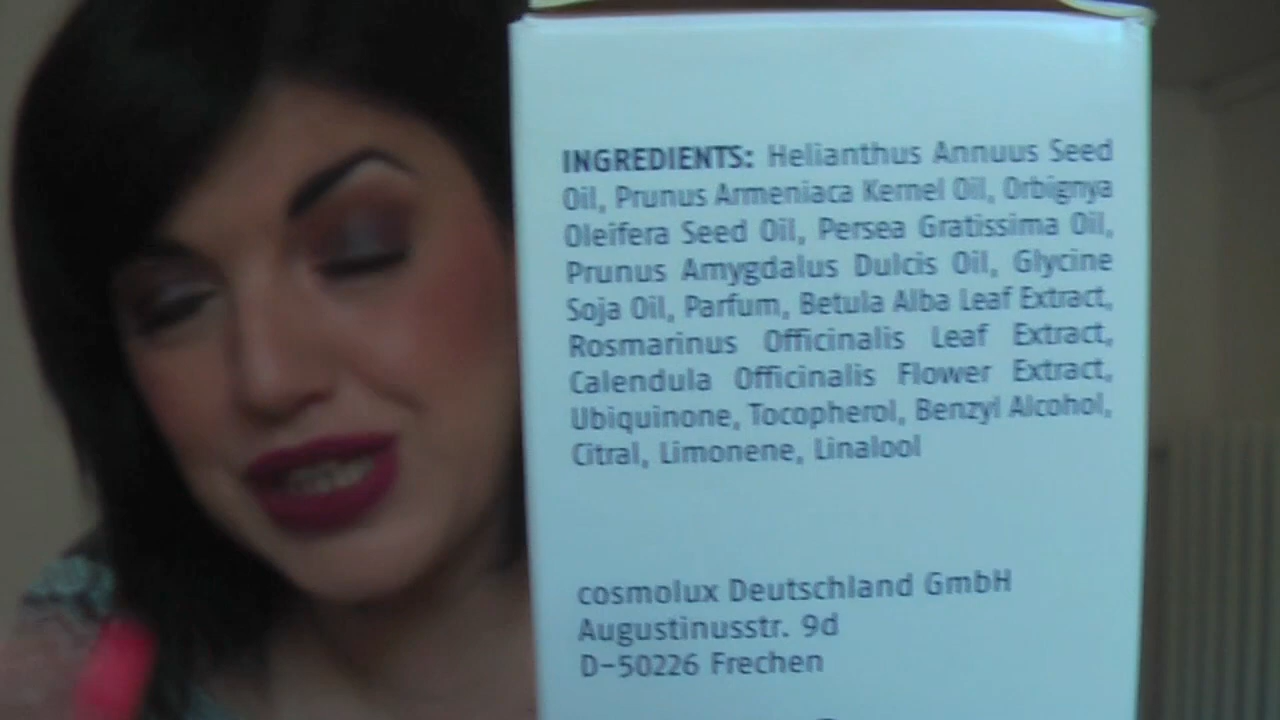 INGREDIENTS: Helianthus Annuus Seed
Oil, Prunus Armeniaca Kernel Oil, Orbignya
Oleifera Seed Oil, Persea Gratissima Oil,
Prunus Amygdalus Dulcis Oil, Glycine
Soja Oil, Parfum, Betula Alba Leaf Extract,
Rosmarinus Officinalis Leaf Extract,
Calendula Officinalis Flower Extract,
Ubiquinone, Tocopherol, Benzyl Alcohol,
Citral, Limonene, Linalool
cosmolux Deutschland GmbH
Augustinusstr. 9d
D-50226 Frechen